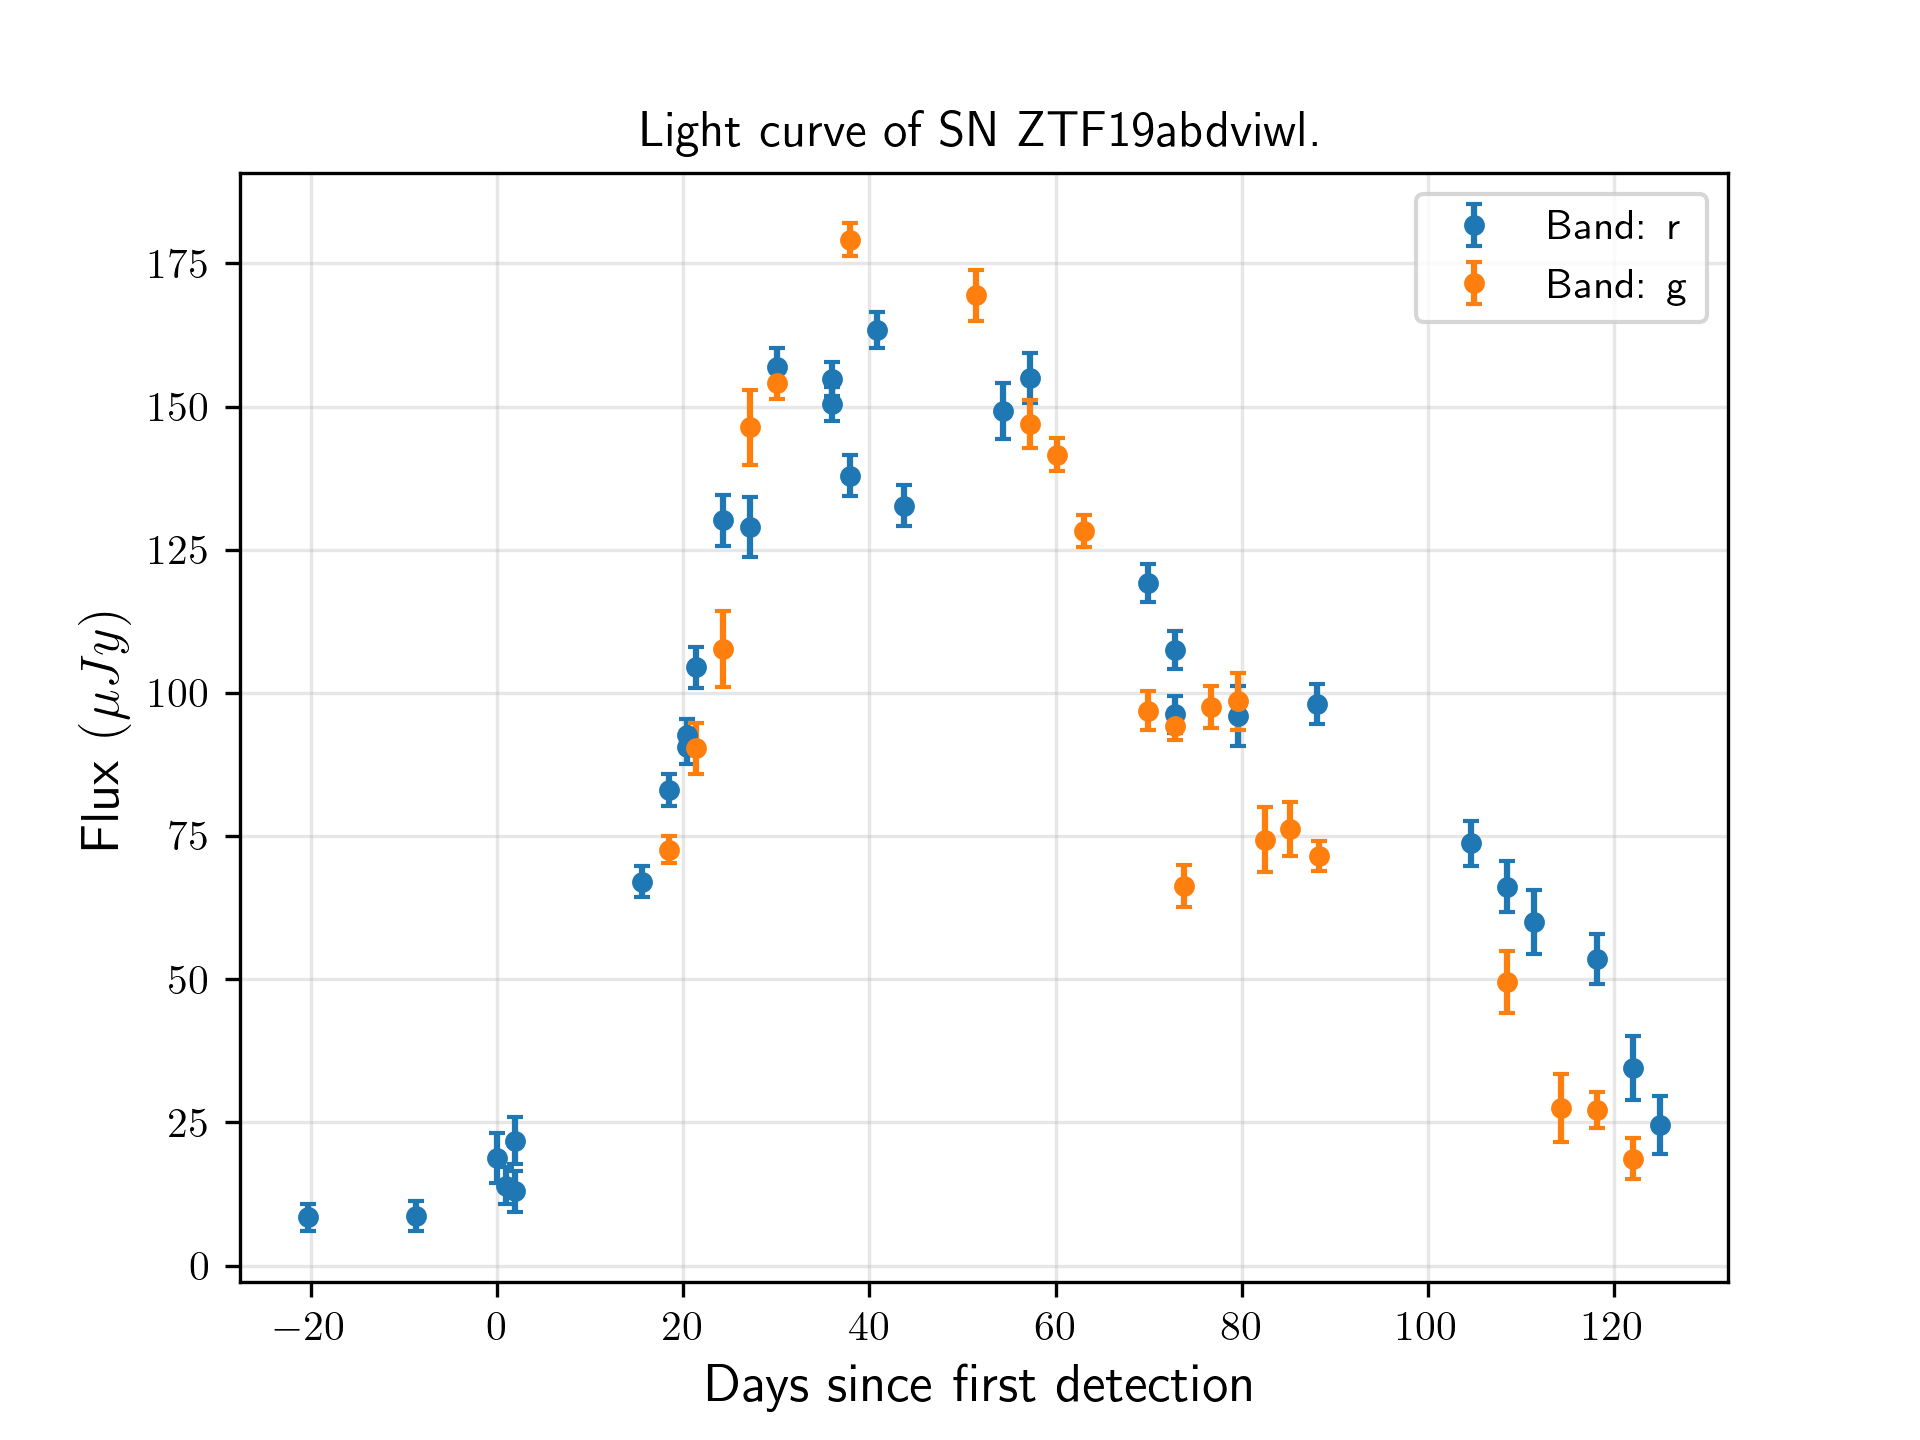 Light curve of SN ZTF19abdviwl.
Band: r
Band: g
175
150
125
100
75
50
25
0
Flux (μJy)
−20 0 20 40 60 80 100 120
Days since first detection